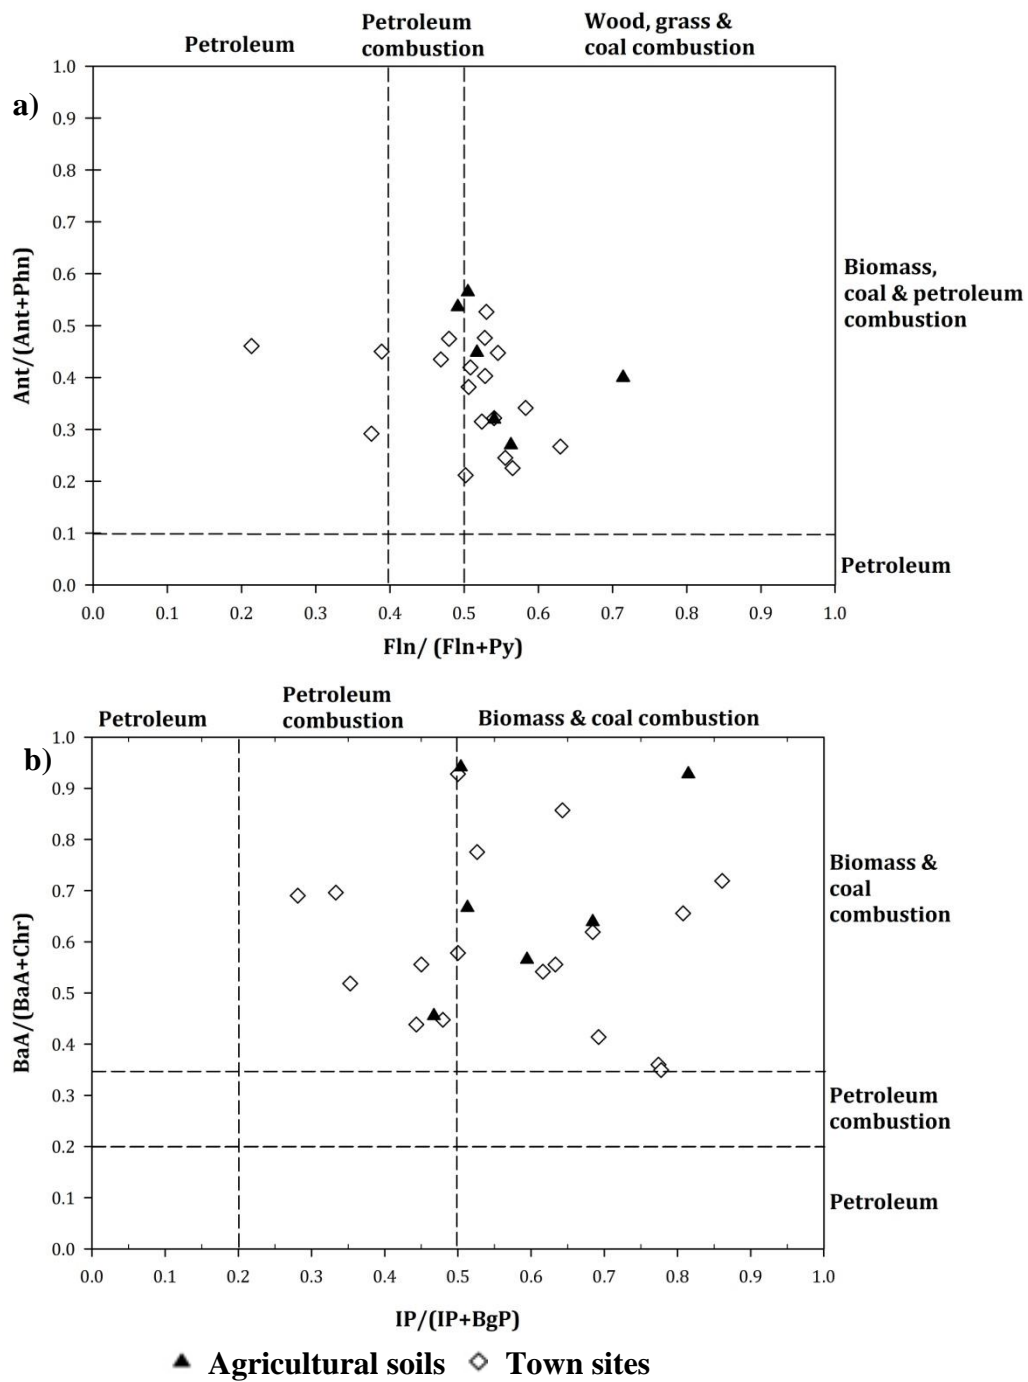 Petroleum
Petroleum
combustion
Wood, grass &
coal combustion
a)
1.0
0.9
0.8
0.7
0.6
0.5
0.4
0.3
0.2
0.1
0.0
Ant/(Ant+Phn)
Biomass,
coal & petroleum
combustion
Petroleum
0.0 0.1 0.2 0.3 0.4 0.5 0.6 0.7 0.8 0.9 1.0
Fln/ (Fln+Py)
Petroleum
Petroleum
combustion
Biomass & coal combustion
b)
1.0
0.9
0.8
0.7
0.6
0.5
0.4
0.3
0.2
0.1
0.0
BaA/(BaA+Chr)
Biomass &
coal
combustion
Petroleum
combustion
Petroleum
0.0 0.1 0.2 0.3 0.4 0.5 0.6 0.7 0.8 0.9 1.0
IP/(IP+BgP)
Agricultural soils Town sites